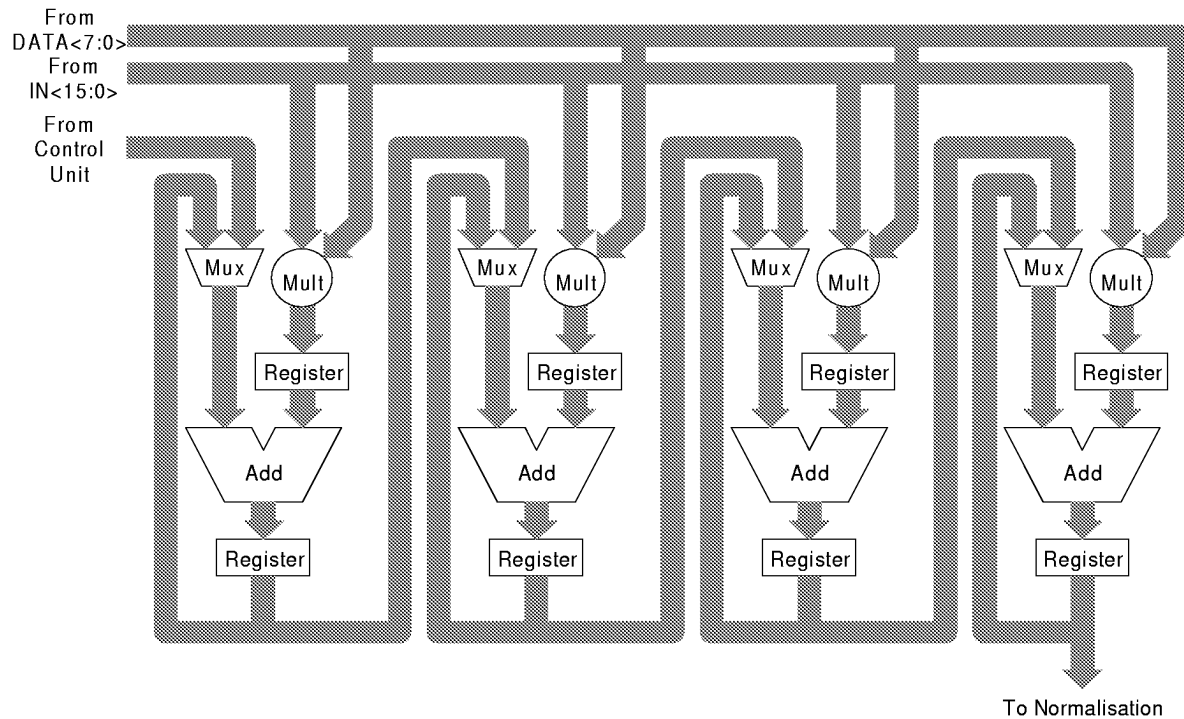 From
DATA<7:0>
From
IN<15:0>
From
Control
Unit
Mux
Mult
Mux
Mult
Mux
Mult
Mux
Mult
Register
Register
Register
Register
Add
Add
Add
Add
Register
Register
Register
Register
To Normalisation